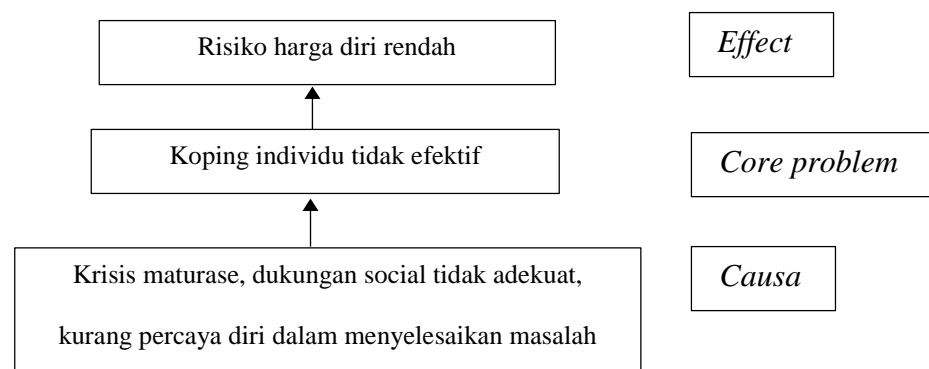 Risiko harga diri rendah
Effect
Koping individu tidak efektif
Core problem
Krisis maturase, dukungan social tidak adekuat,
kurang percaya diri dalam menyelesaikan masalah
Causa